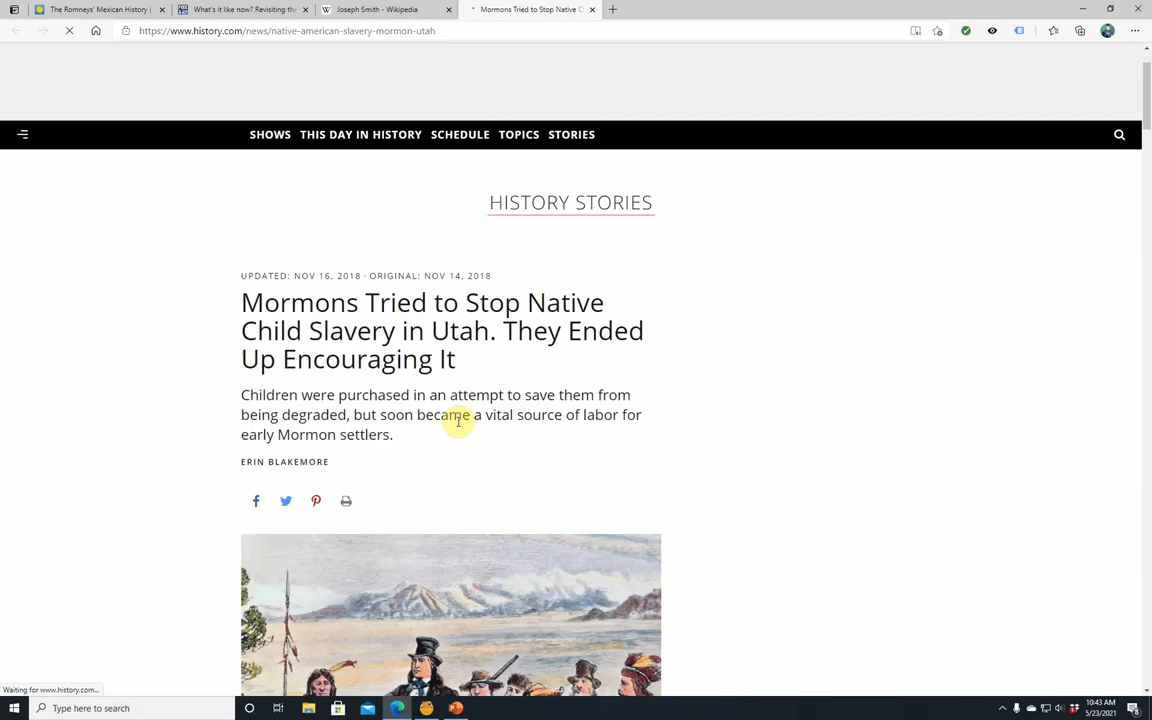 The Romneys' Mexican History |
What's it like now? Revisiting the
Joseph Smith - Wikipedia
Mormons Tried to Stop Native C
https://www.history.com/news/native-american-slavery-mormon-utah
SHOWS THIS DAY IN HISTORY SCHEDULE TOPICS STORIES
HISTORY STORIES
UPDATED: NOV 16, 2018 · ORIGINAL: NOV 14, 2018
Mormons Tried to Stop Native
Child Slavery in Utah. They Ended
Up Encouraging It
Children were purchased in an attempt to save them from
being degraded, but soon became a vital source of labor for
early Mormon settlers.
ERIN BLAKEMORE
Waiting for www.history.com...
Type here to search
10:43 AM
5/23/2021